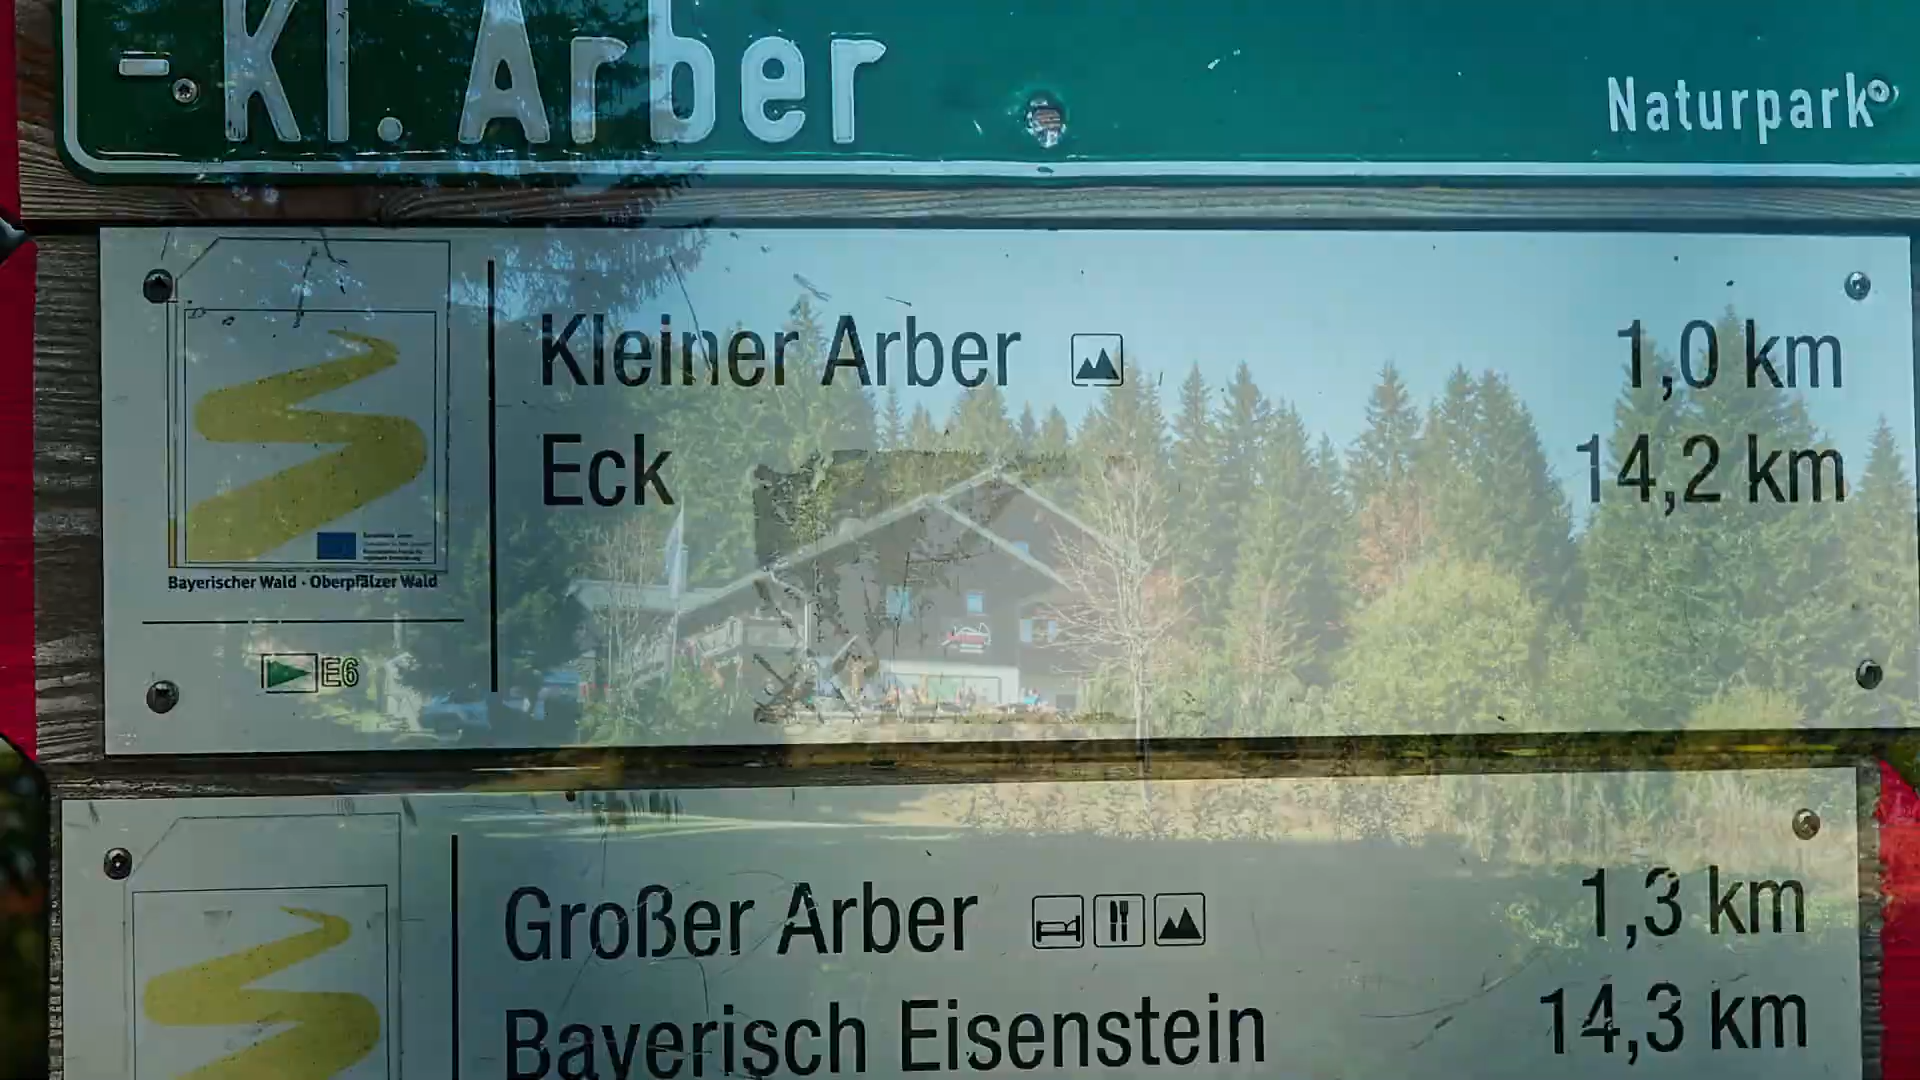 - Kl. Arber
Naturpark
Kleiner Arber 1,0 km
Eck 14,2 km
Bayerischer Wald · Oberpfälzer Wald
E6
Großer Arber 1,3 km
Bayerisch Eisenstein 14,3 km